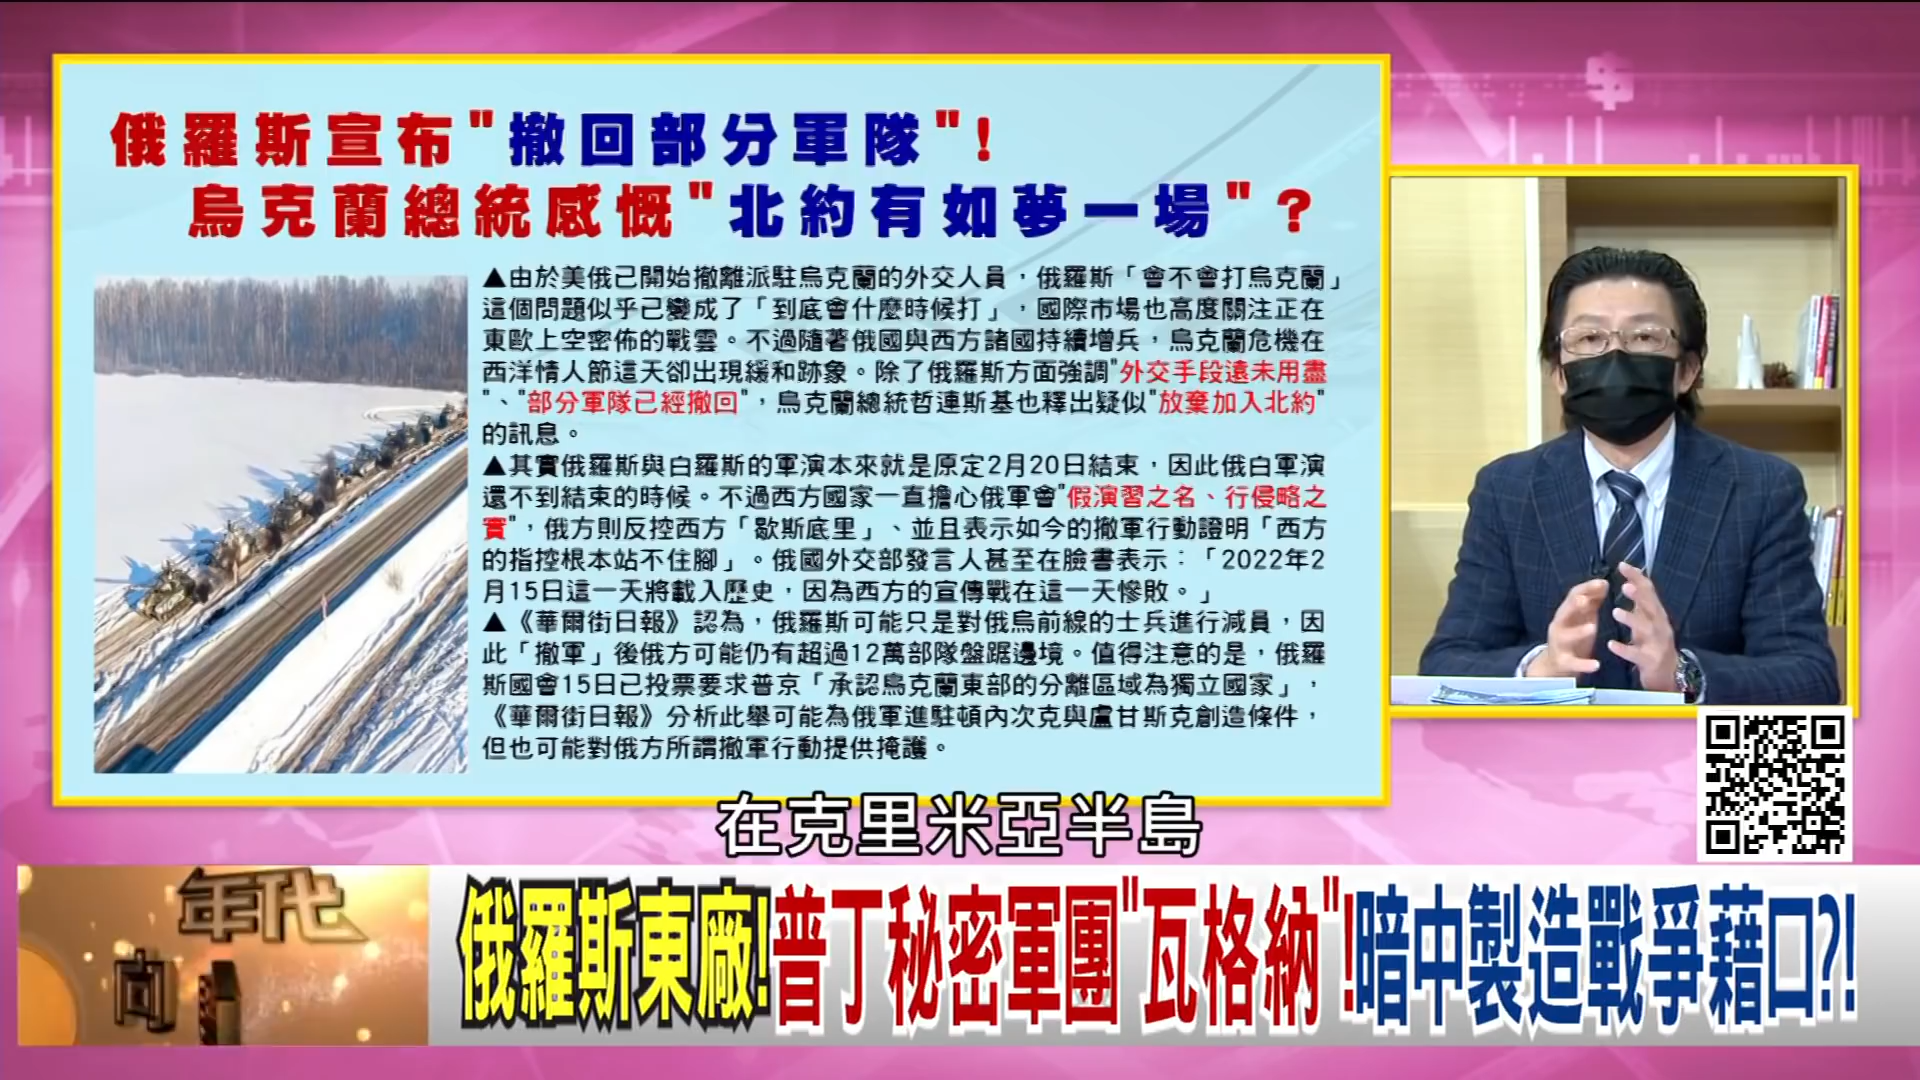 俄羅斯宣布"撤回部分軍隊"!
烏克蘭總統感慨"北約有如夢一場"?
▲由於美俄已開始撤離派駐烏克蘭的外交人員，俄羅斯「會不會打烏克蘭」
這個問題似乎已變成了「到底會什麼時候打」，國際市場也高度關注正在
東歐上空密佈的戰雲。不過隨著俄國與西方諸國持續增兵，烏克蘭危機在
西洋情人節這天卻出現緩和跡象。除了俄羅斯方面強調"外交手段遠未用盡
"、"部分軍隊已經撤回"，烏克蘭總統哲連斯基也釋出疑似"放棄加入北約"
的訊息。
▲其實俄羅斯與白羅斯的軍演本來就是原定2月20日結束，因此俄白軍演
還不到結束的時候。不過西方國家一直擔心俄軍會"假演習之名、行侵略之
實"，俄方則反控西方「歇斯底里」、並且表示如今的撤軍行動證明「西方
的指控根本站不住腳」。俄國外交部發言人甚至在臉書表示：「2022年2
月15日這一天將載入歷史，因為西方的宣傳戰在這一天慘敗。」
▲《華爾街日報》認為，俄羅斯可能只是對俄烏前線的士兵進行減員，因
此「撤軍」後俄方可能仍有超過12萬部隊盤踞邊境。值得注意的是，俄羅
斯國會15日已投票要求普京「承認烏克蘭東部的分離區域為獨立國家」，
《華爾街日報》分析此舉可能為俄軍進駐頓內次克與盧甘斯克創造條件，
但也可能對俄方所謂撤軍行動提供掩護。
在克里米亞半島
年代
向
俄羅斯東廠!普丁秘密軍團"瓦格納"!暗中製造戰爭藉口?!